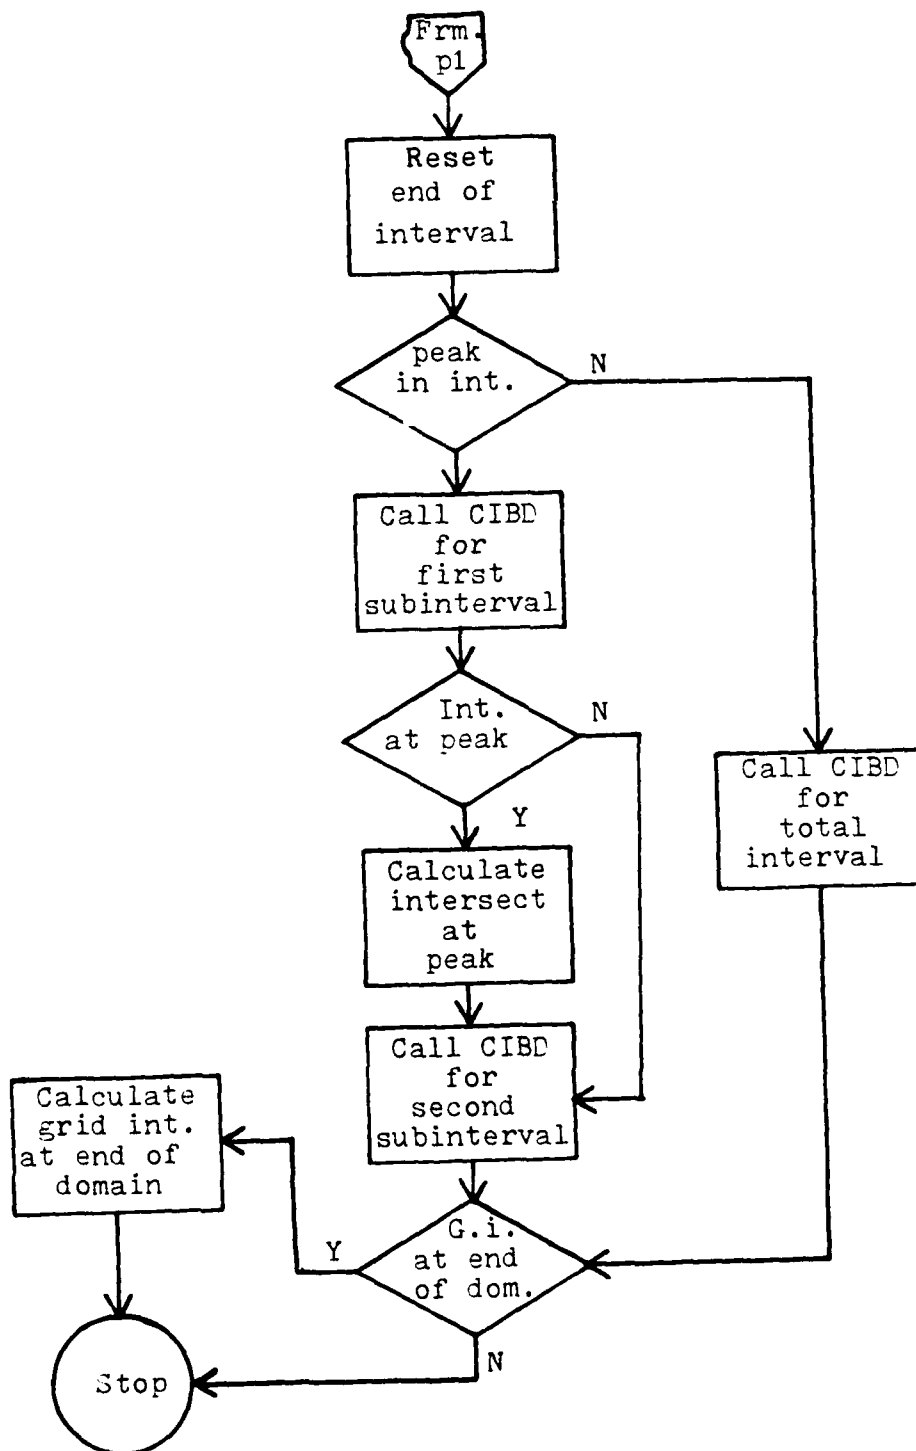 Frm.
p1
Reset
end of
interval
peak
in int.
N
Call CIBD
for
first
subinterval
Int.
at peak
N
Y
Calculate
intersect
at
peak
Call CIBD
for
total
interval
Call CIBD
for
second
subinterval
Calculate
grid int.
at end of
domain
G.i.
at end
of dom.
Y
N
Stop